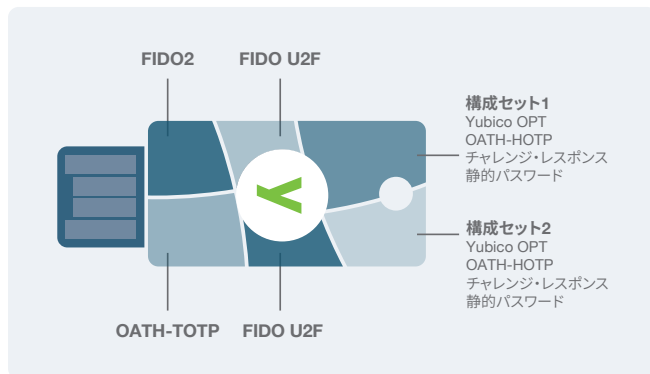 FIDO2
FIDO U2F
構成セット1
Yubico OPT
OATH-HOTP
チャレンジ・レスポンス
静的パスワード
構成セット2
Yubico OPT
OATH-HOTP
チャレンジ・レスポンス
静的パスワード
OATH-TOTP
FIDO U2F